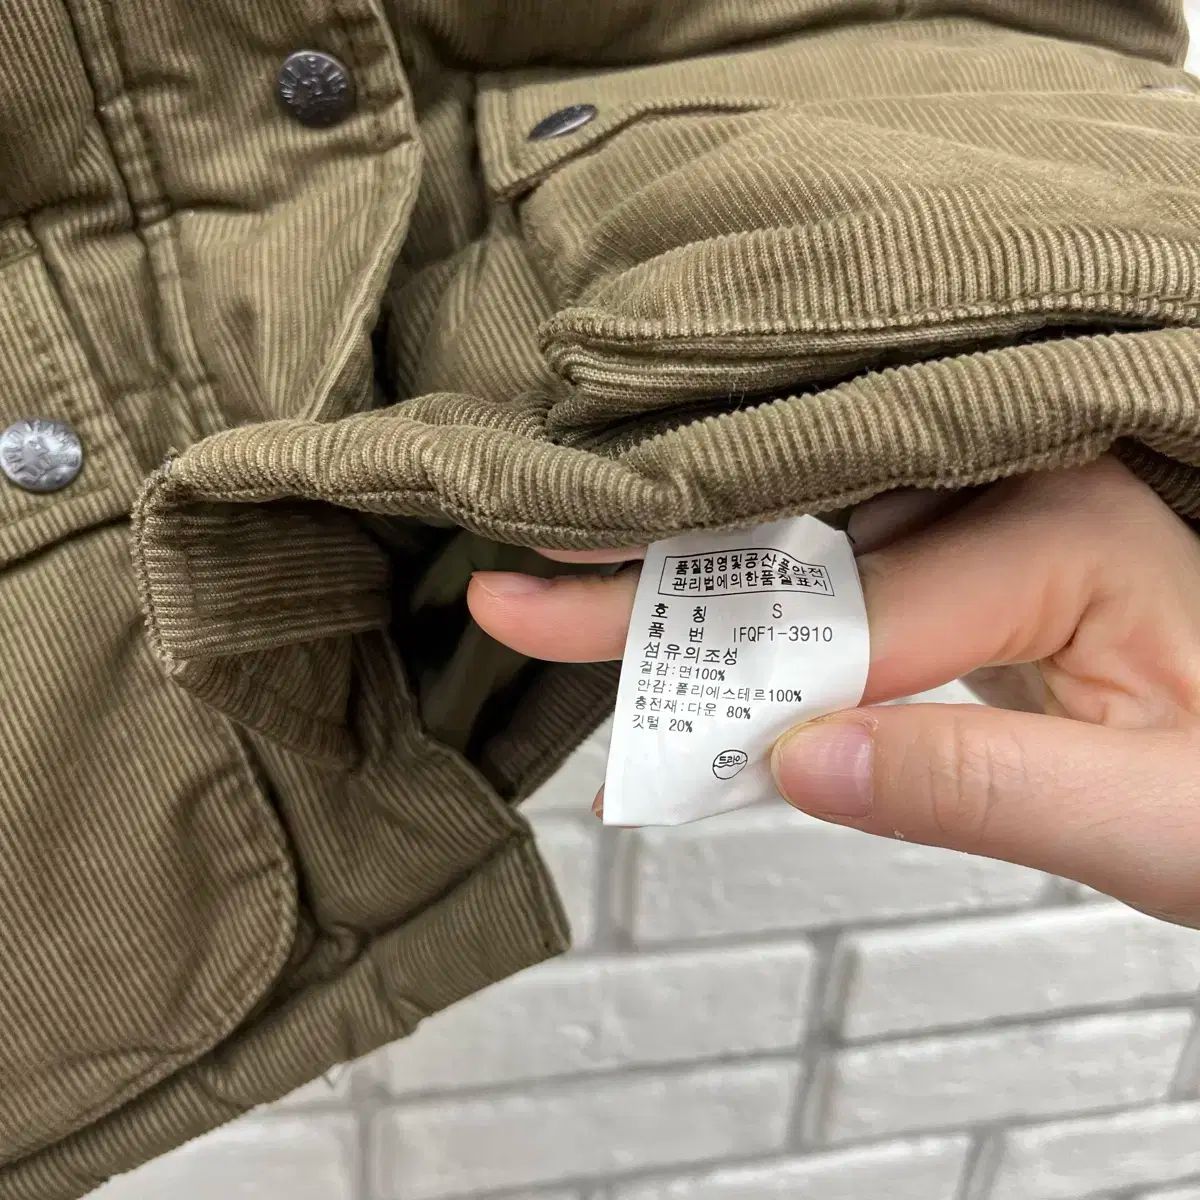 품질경영및공산품안전
관리법에의한품질표시
호 칭 S
품 번 IFQF1-3910
섬유의조성
겉감:면100%
안감:폴리에스테르100%
충전재:다운 80%
깃털 20%
드라이